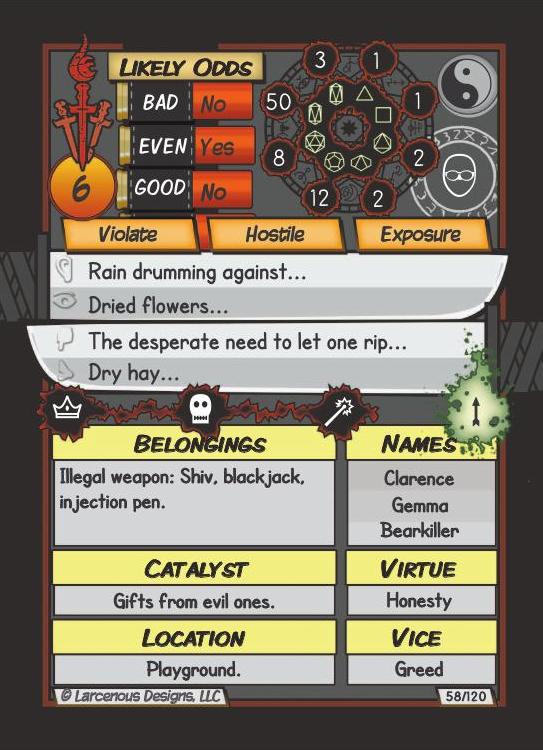 LIKELY ODDS
BAD No
EVEN Yes
GOOD No
6
3
1
50
1
8
2
12
2
Violate Hostile Exposure
Rain drumming against...
Dried flowers...
The desperate need to let one rip...
Dry hay...
BELONGINGS
Illegal weapon: Shiv, blackjack,
injection pen.
NAMES
Clarence
Gemma
Bearkiller
CATALYST
Gifts from evil ones.
VIRTUE
Honesty
LOCATION
Playground.
VICE
Greed
© Larcenous Designs, LLC
58/120